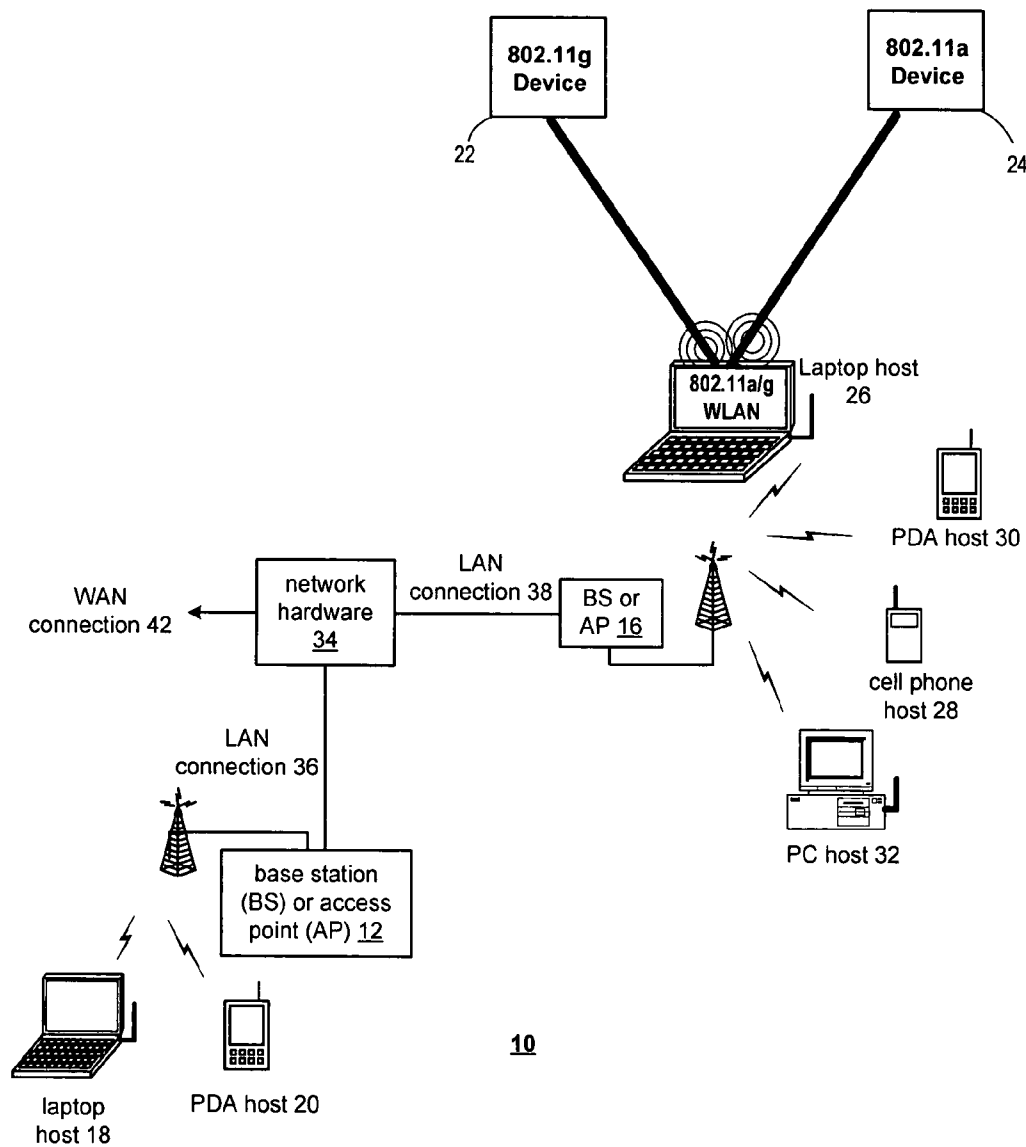 802.11g
Device
802.11a
Device
22
24
802.11a/g
WLAN
Laptop host
26
PDA host 30
LAN
connection 38
WAN
connection 42
network
hardware
34
BS or
AP 16
cell phone
host 28
LAN
connection 36
PC host 32
base station
(BS) or access
point (AP) 12
10
laptop
host 18
PDA host 20